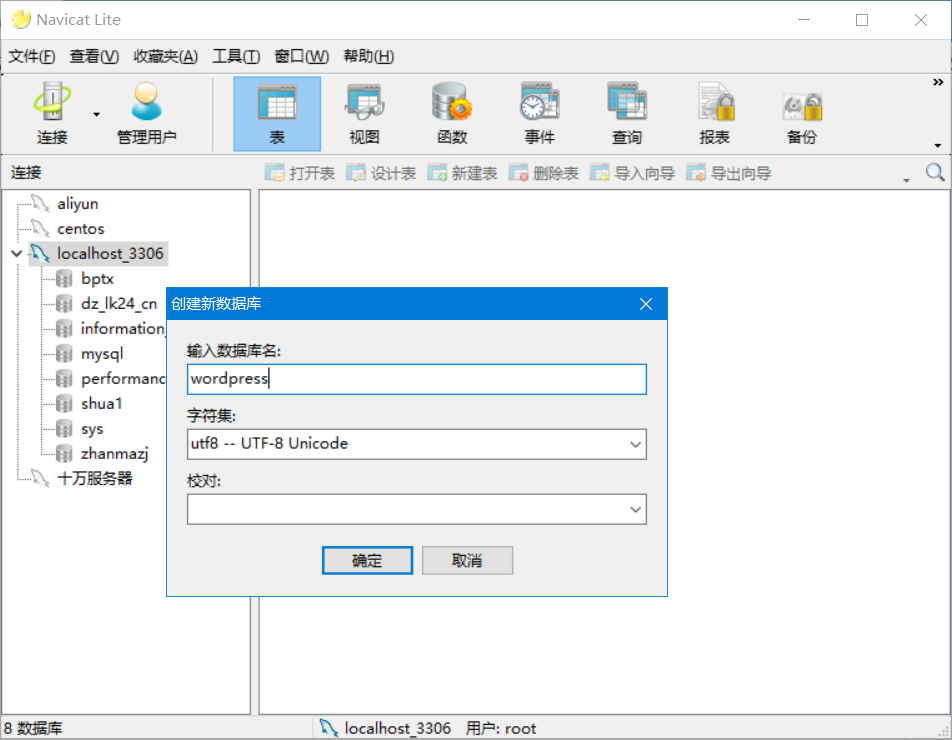 Navicat Lite
文件(F) 查看(V) 收藏夹(A) 工具(T) 窗口(W) 帮助(H)
连接 管理用户 表 视图 函数 事件 查询 报表 备份
连接 打开表 设计表 新建表 删除表 导入向导 导出向导
aliyun
centos
localhost_3306
bptx
dz_lk24_cn
information_
mysql
performanc
shua1
sys
zhanmazj
十万服务器
创建新数据库
输入数据库名:
wordpress
字符集:
utf8 -- UTF-8 Unicode
校对:
确定 取消
8 数据库 localhost_3306 用户: root